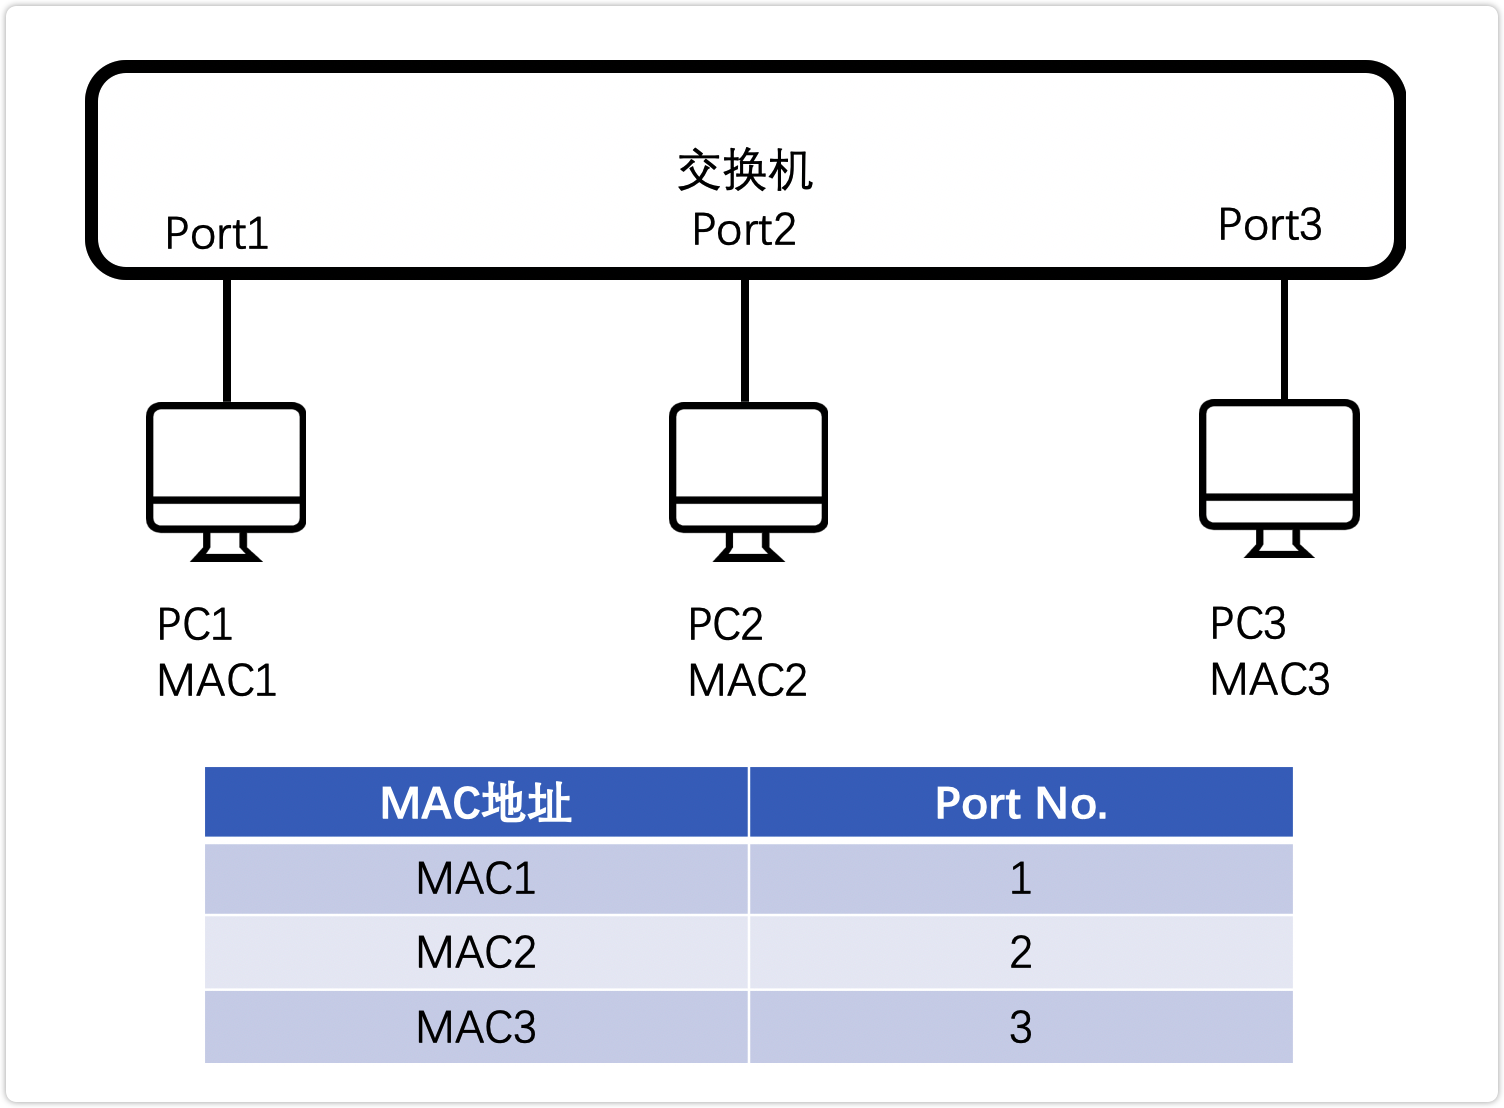 交换机
Port1 Port2 Port3
PC1 PC2 PC3
MAC1 MAC2 MAC3
MAC地址 Port No.
MAC1 1
MAC2 2
MAC3 3